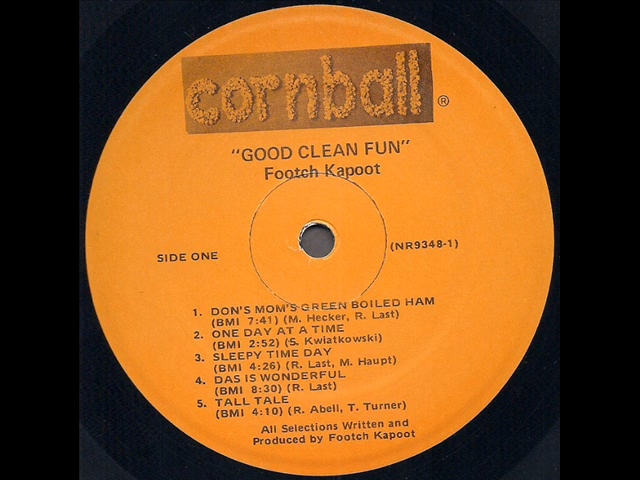 cornball ®
"GOOD CLEAN FUN"
Footch Kapoot
SIDE ONE
(NR9348-1)
1. DON'S MOM'S GREEN BOILED HAM
(BMI 7:41) (M. Hecker, R. Last)
2. ONE DAY AT A TIME
(BMI 2:52) (S. Kwiatkowski)
3. SLEEPY TIME DAY
(BMI 4:26) (R. Last, M. Haupt)
4. DAS IS WONDERFUL
(BMI 8:30) (R. Last)
5. TALL TALE
(BMI 4:10) (R. Abell, T. Turner)
All Selections Written and
Produced by Footch Kapoot